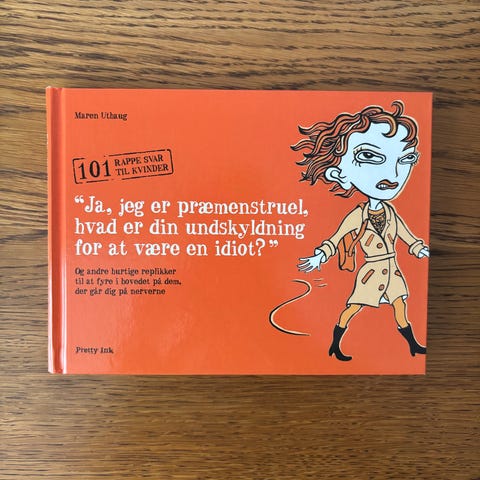 Maren Uthaug
101 RAPPE SVAR
TIL KVINDER
“Ja, jeg er præmenstruel,
hvad er din undskyldning
for at være en idiot?”
Og andre hurtige replikker
til at fyre i hovedet på dem,
der går dig på nerverne
Pretty Ink